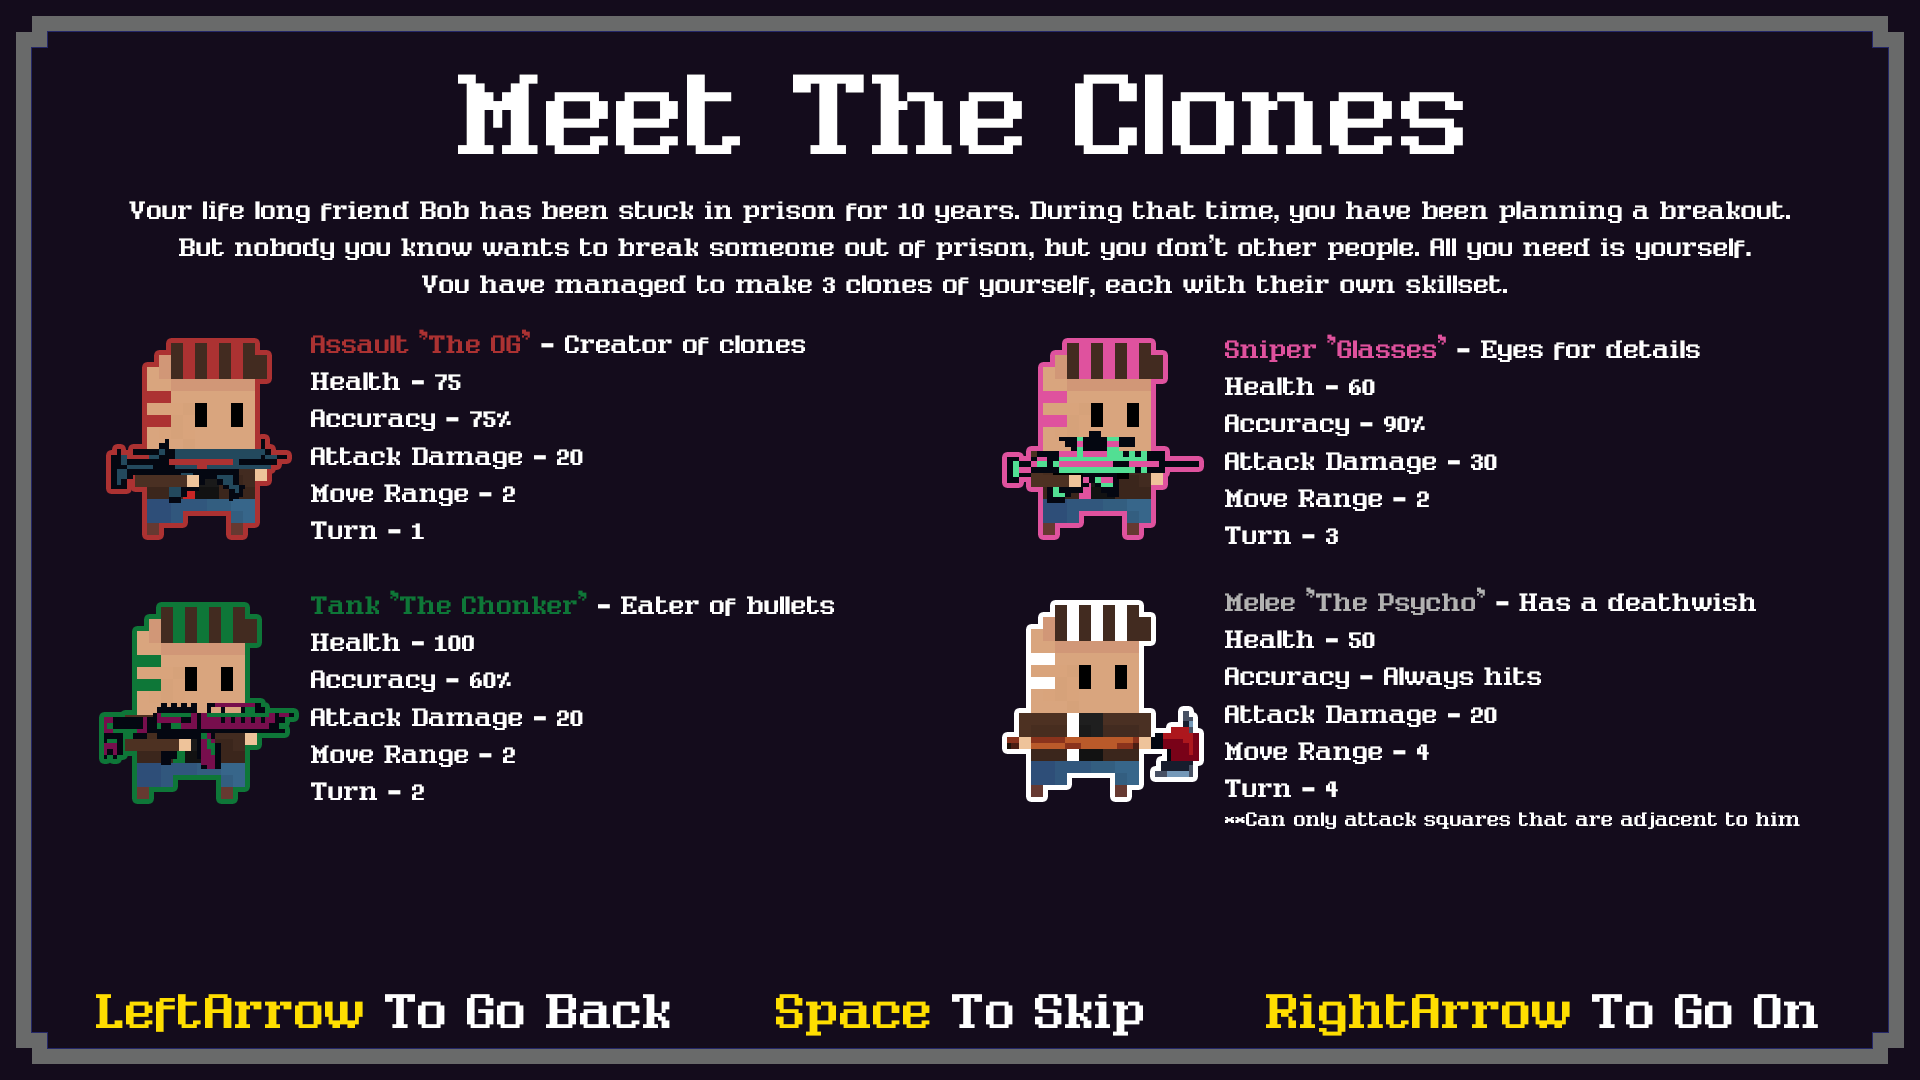 Meet The Clones
Your life long friend Bob has been stuck in prison for 10 years. During that time, you have been planning a breakout.
But nobody you know wants to break someone out of prison, but you don't other people. All you need is yourself.
You have managed to make 3 clones of yourself, each with their own skillset.
Assault "The OG" - Creator of clones
Health - 75
Accuracy - 75%
Attack Damage - 20
Move Range - 2
Turn - 1
Sniper "Glasses" - Eyes for details
Health - 60
Accuracy - 90%
Attack Damage - 30
Move Range - 2
Turn - 3
Tank "The Chonker" - Eater of bullets
Health - 100
Accuracy - 60%
Attack Damage - 20
Move Range - 2
Turn - 2
Melee "The Psycho" - Has a deathwish
Health - 50
Accuracy - Always hits
Attack Damage - 20
Move Range - 4
Turn - 4
**Can only attack squares that are adjacent to him
LeftArrow To Go Back
Space To Skip
RightArrow To Go On